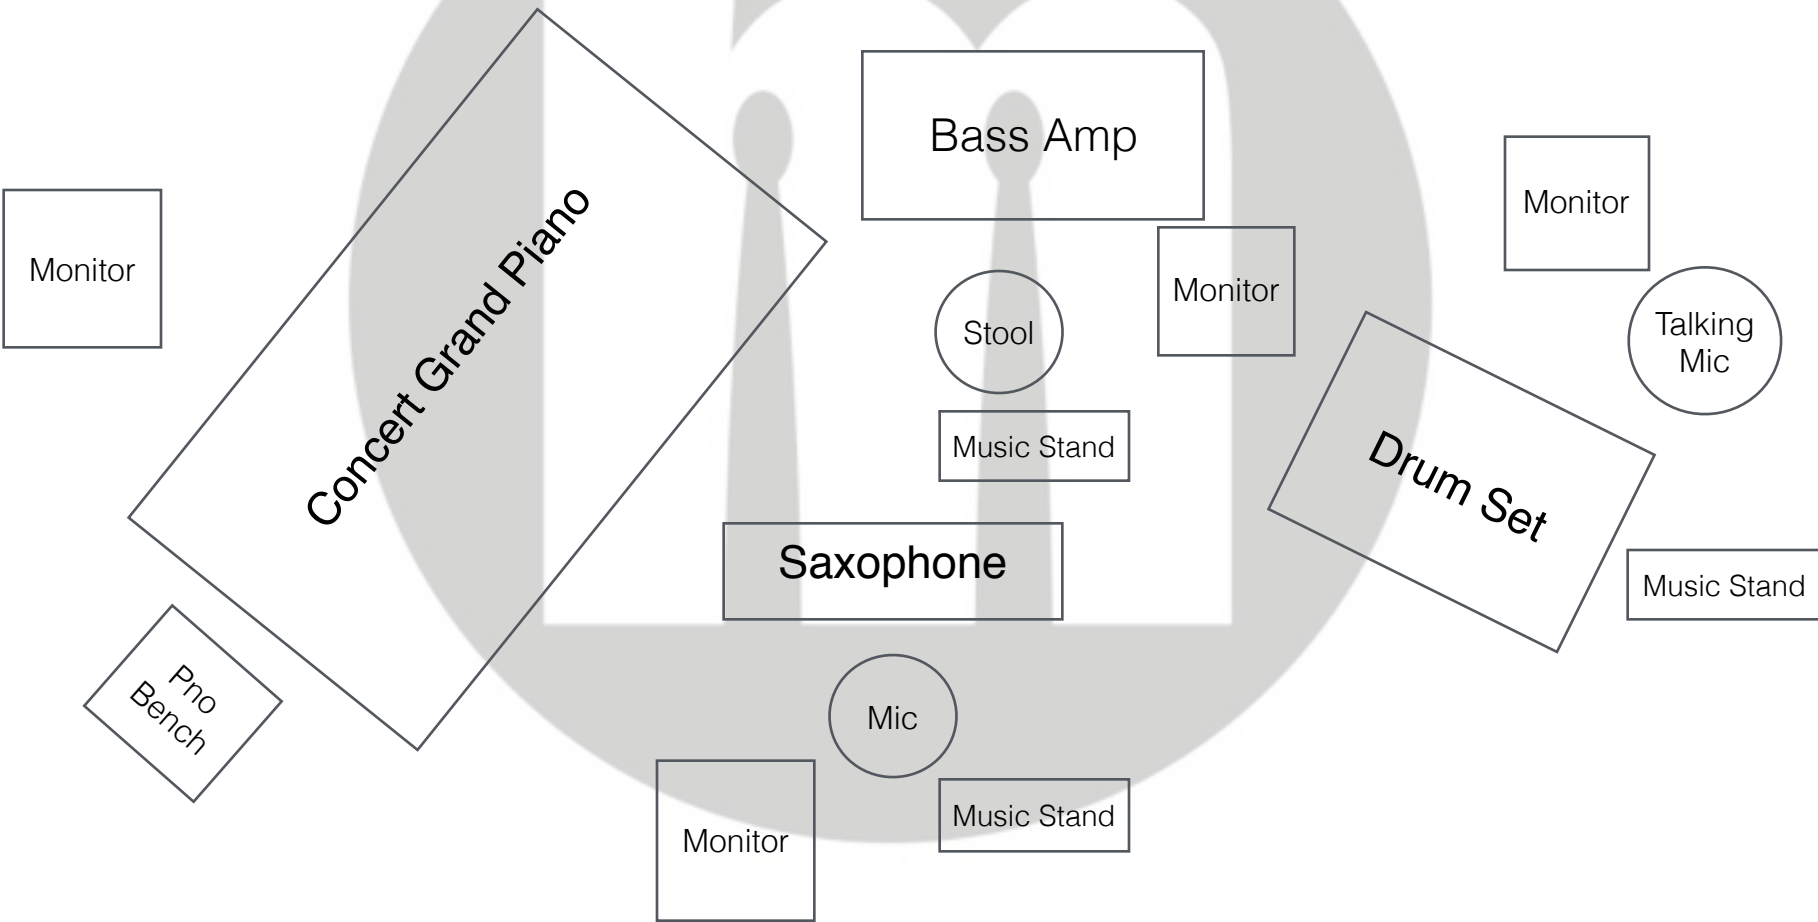 Bass Amp
Monitor
Monitor
Concert Grand Piano
Monitor
Stool
Talking
Mic
Music Stand
Drum Set
Saxophone
Music Stand
Pno
Bench
Mic
Music Stand
Monitor